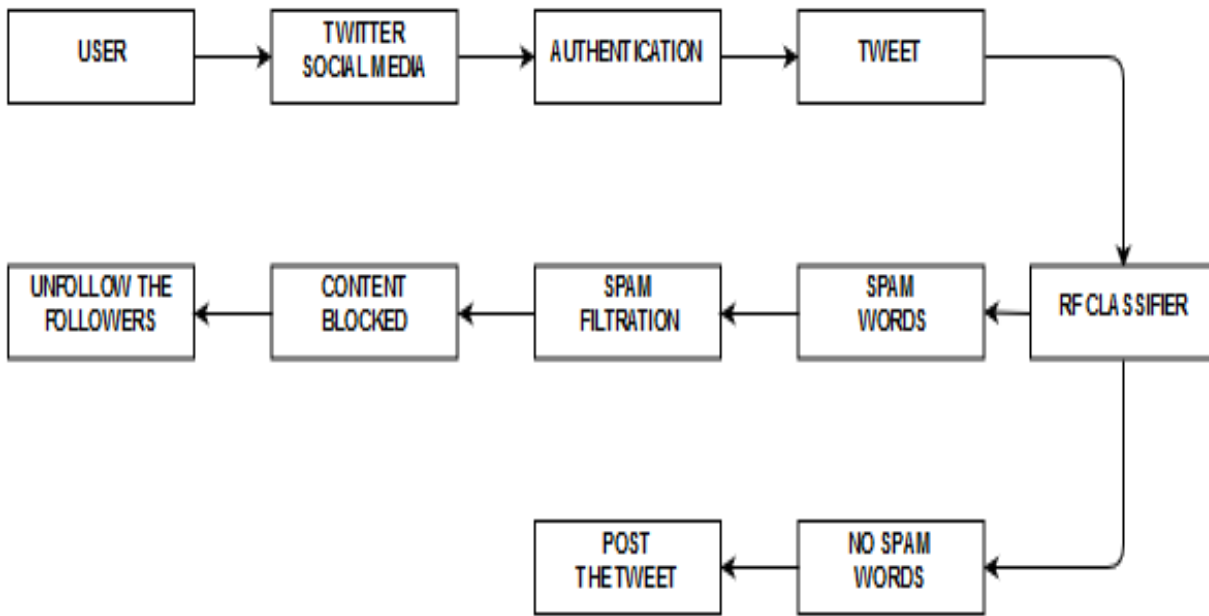 USER
TWITTER
SOCIAL MEDIA
AUTHENTICATION
TWEET
UNFOLLOW THE
FOLLOWERS
CONTENT
BLOCKED
SPAM
FILTRATION
SPAM
WORDS
RF CLASSIFIER
POST
THE TWEET
NO SPAM
WORDS